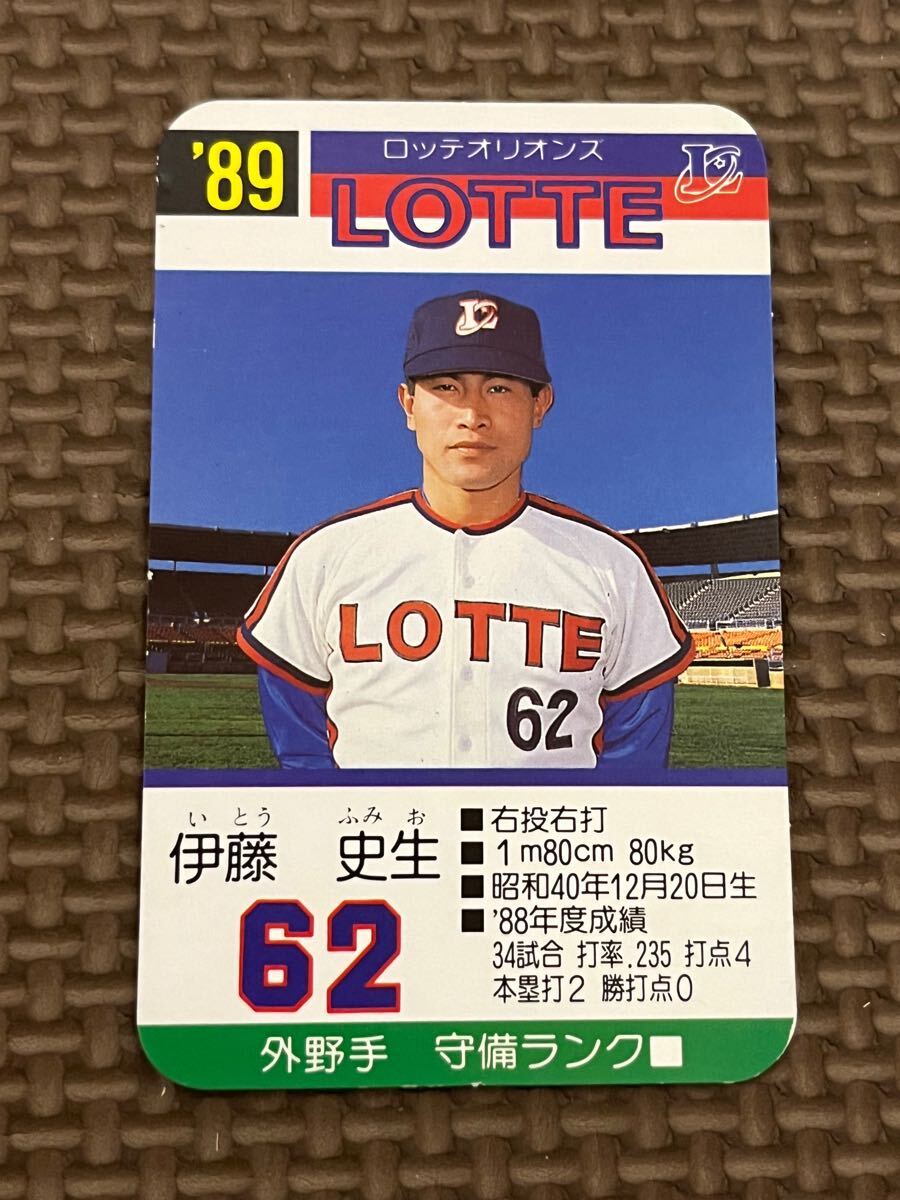 '89
ロッテオリオンズ
LOTTE
LOTTE
62
いとう ふみお
伊藤 史生
62
■右投右打
■1m80cm 80kg
■昭和40年12月20日生
■'88年度成績
34試合 打率.235 打点4
本塁打2 勝打点0
外野手 守備ランク■